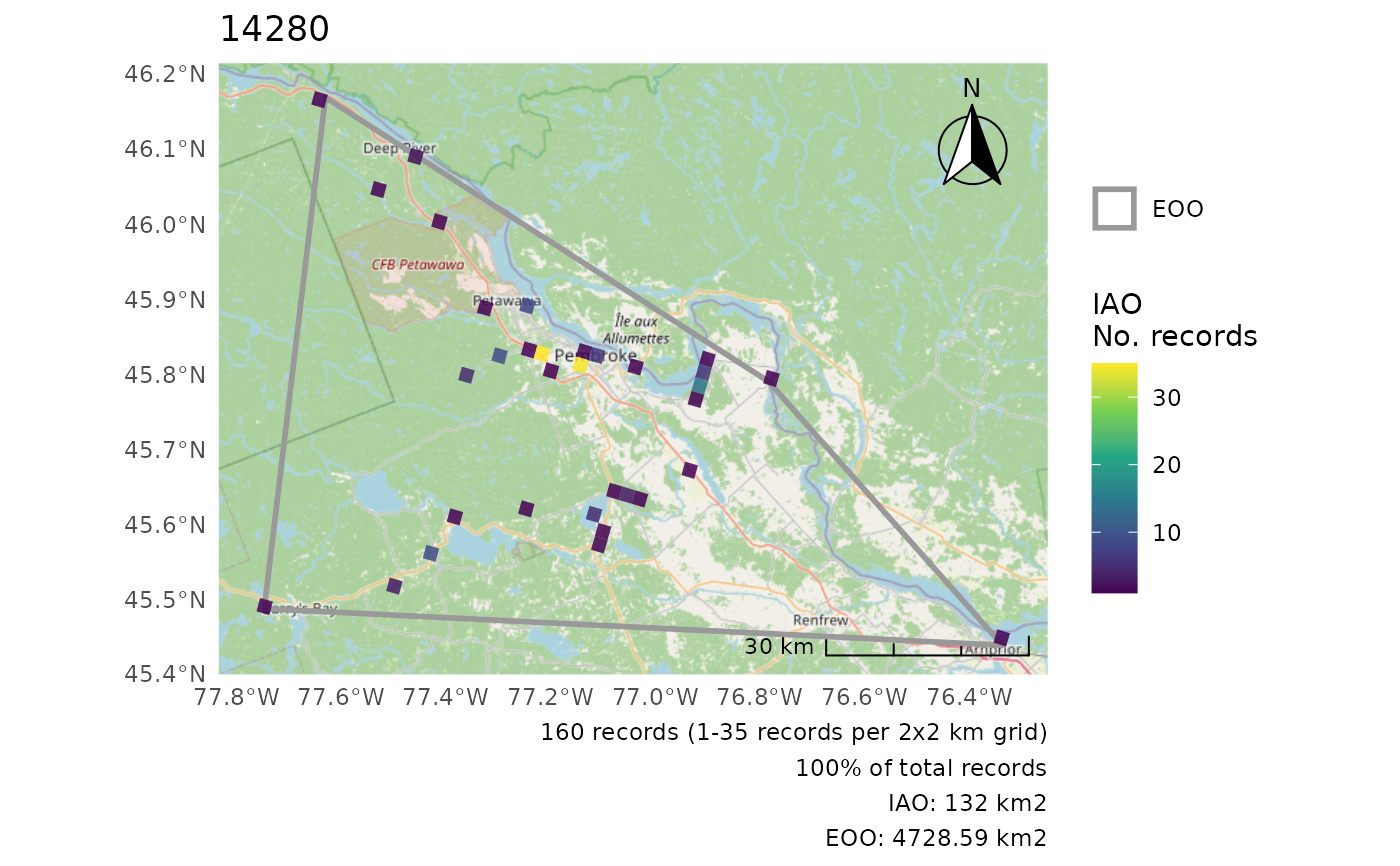 14280
46.2°N
46.1°N
46.0°N
45.9°N
45.8°N
45.7°N
45.6°N
45.5°N
45.4°N
77.8°W 77.6°W 77.4°W 77.2°W 77.0°W 76.8°W 76.6°W 76.4°W
N
Deep River
CFB Petawawa
Petawawa
Île aux
Allumettes
Pembroke
Barry's Bay
Renfrew
Arnprior
30 km
EOO
IAO
No. records
30
20
10
160 records (1-35 records per 2x2 km grid)
100% of total records
IAO: 132 km2
EOO: 4728.59 km2